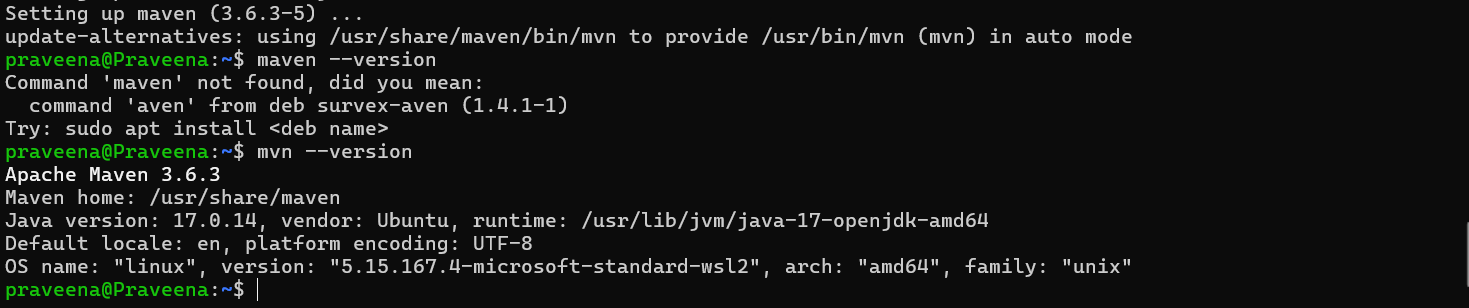 Setting up maven (3.6.3-5) ...
update-alternatives: using /usr/share/maven/bin/mvn to provide /usr/bin/mvn (mvn) in auto mode
praveena@Praveena:~$ maven --version
Command 'maven' not found, did you mean:
  command 'aven' from deb survex-aven (1.4.1-1)
Try: sudo apt install <deb name>
praveena@Praveena:~$ mvn --version
Apache Maven 3.6.3
Maven home: /usr/share/maven
Java version: 17.0.14, vendor: Ubuntu, runtime: /usr/lib/jvm/java-17-openjdk-amd64
Default locale: en, platform encoding: UTF-8
OS name: "linux", version: "5.15.167.4-microsoft-standard-wsl2", arch: "amd64", family: "unix"
praveena@Praveena:~$